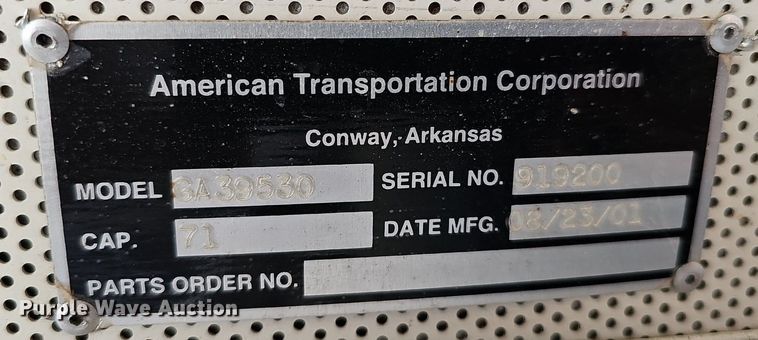 American Transportation Corporation
Conway, Arkansas
MODEL 3A39530 SERIAL NO. 919200
CAP. 71 DATE MFG. 08/23/01
PARTS ORDER NO.
Purple Wave Auction